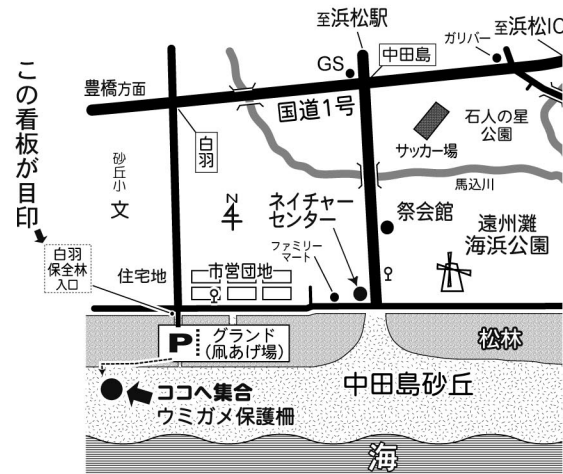 至浜松駅
至浜松IC
ガリバー
GS
中田島
豊橋方面
国道1号
この看板が目印
白羽
石人の星
公園
サッカー場
砂丘小
文
馬込川
N
ネイチャー
センター
祭会館
遠州灘
海浜公園
ファミリー
マート
白羽
保全林
入口
住宅地
市営団地
P
グランド
(凧あげ場)
松林
ココへ集合
ウミガメ保護柵
中田島砂丘
海